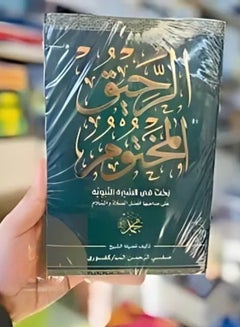 الرحيق
المختوم
بحث في السيرة النبوية
على صاحبها أفضل الصلاة والسلام
محمد
تأليف فضيلة الشيخ
صفي الرحمن المباركفوري